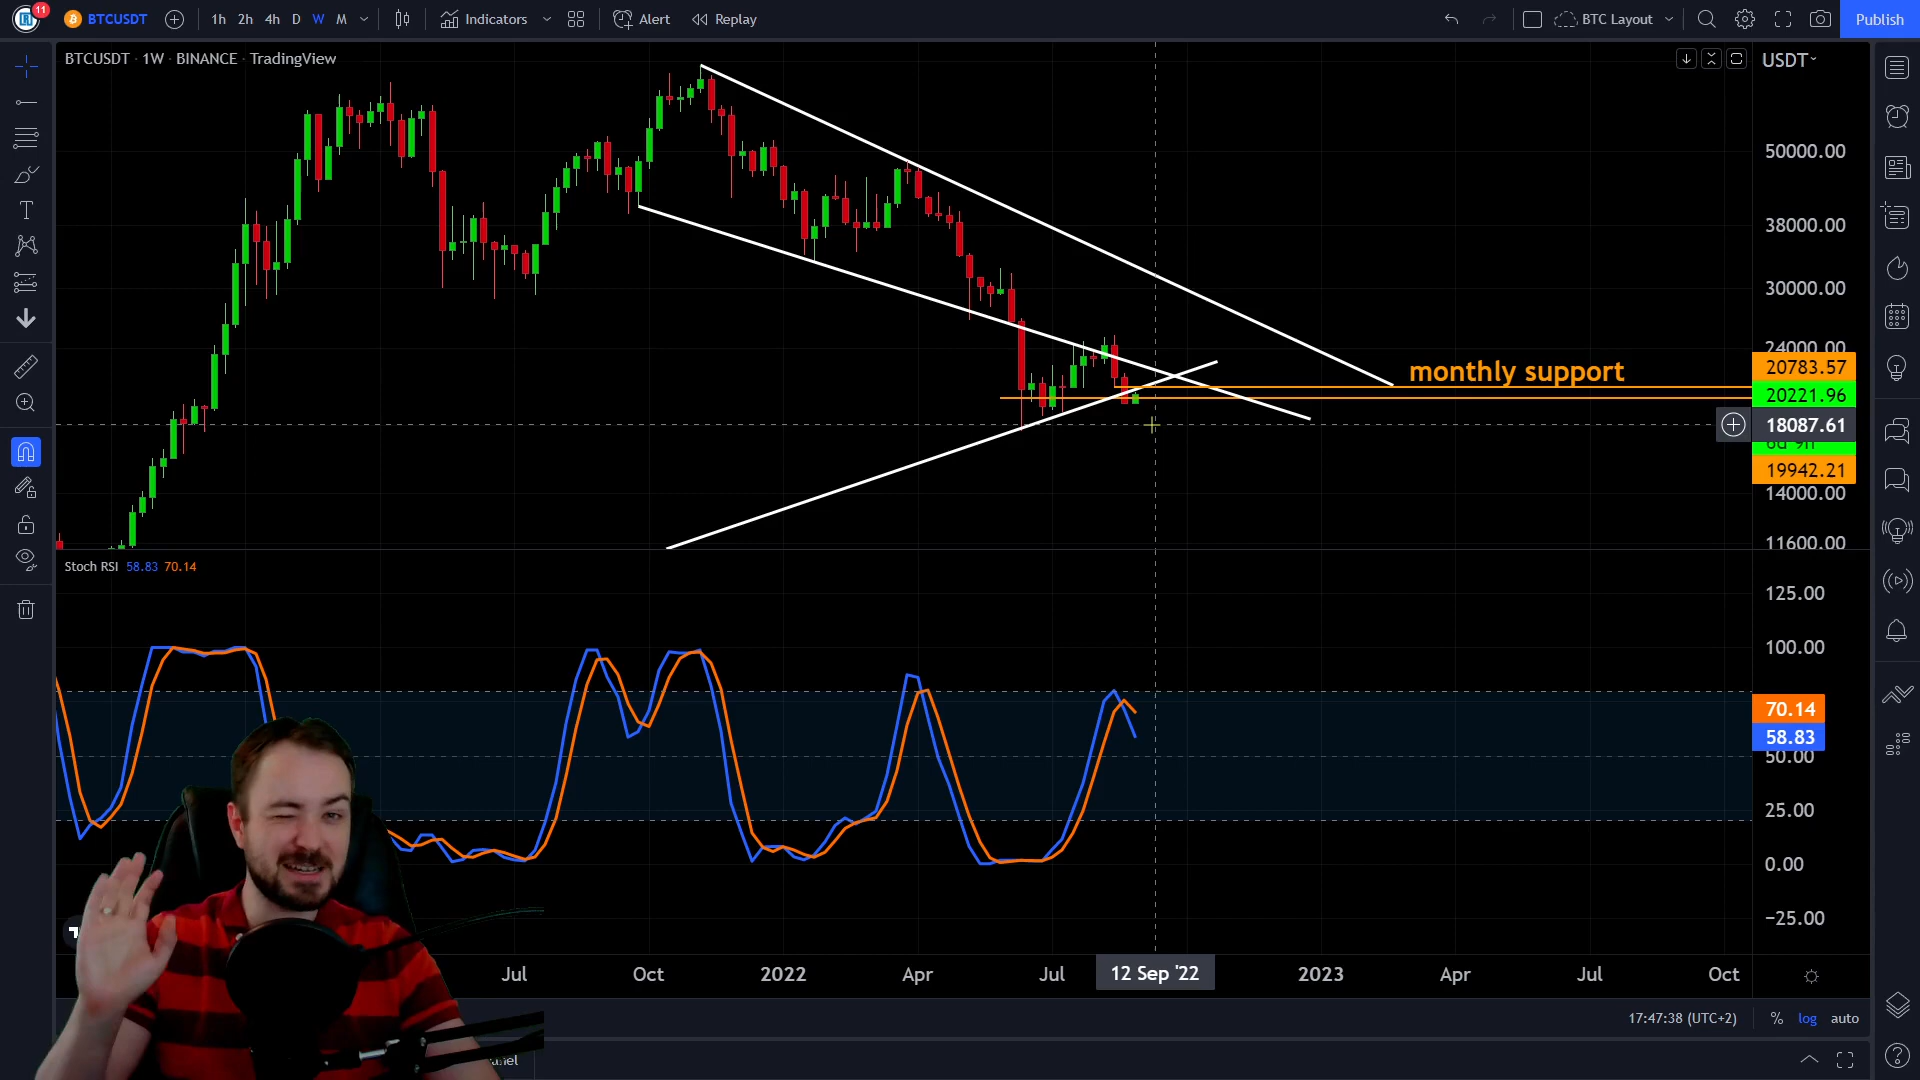 11
BTCUSDT
1h 2h 4h D W M
Indicators
Alert
Replay
BTC Layout
Publish
BTCUSDT · 1W · BINANCE · TradingView
USDT
50000.00
38000.00
30000.00
24000.00
monthly support
20783.57
20221.96
18087.61
6d 9h
19942.21
14000.00
11600.00
Stoch RSI 58.83 70.14
125.00
100.00
70.14
58.83
50.00
25.00
0.00
−25.00
Jul Oct 2022 Apr Jul 12 Sep '22 2023 Apr Jul Oct
17:47:38 (UTC+2) % log auto